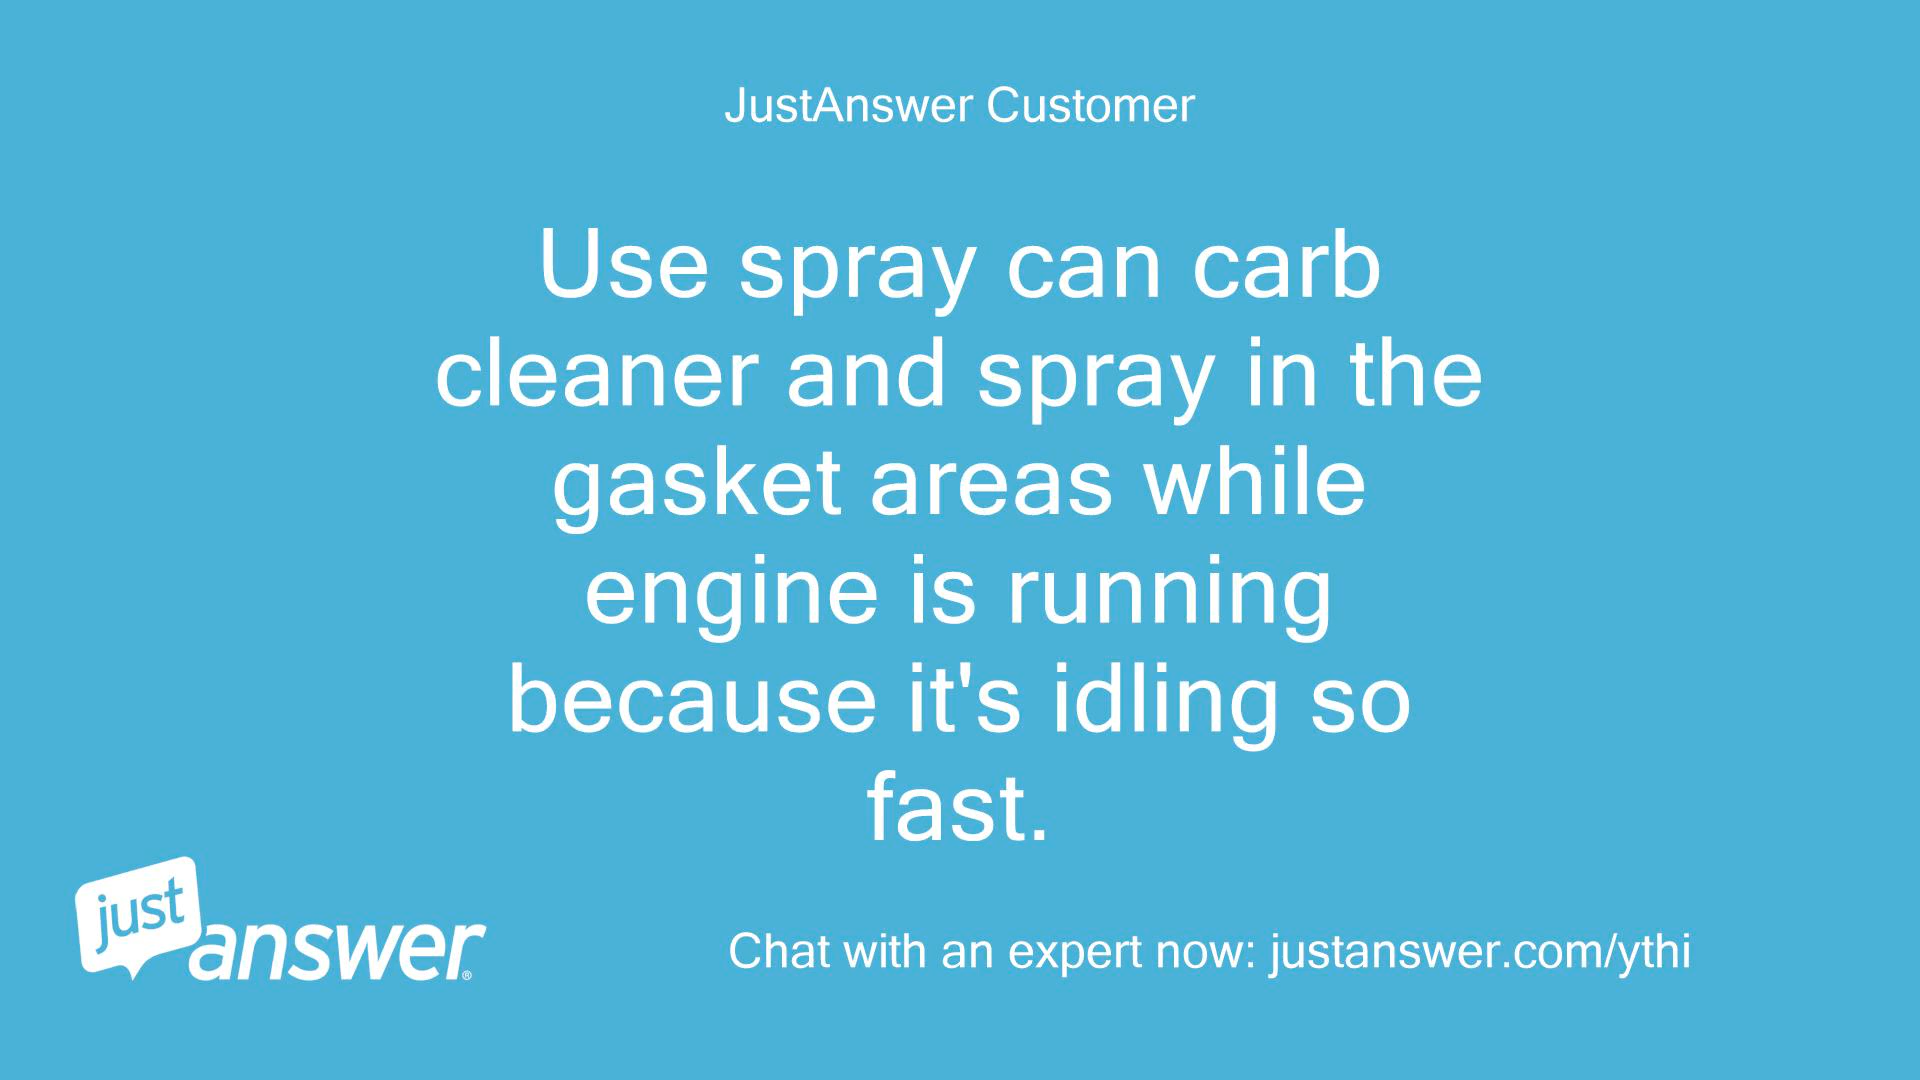 JustAnswer Customer
Use spray can carb
cleaner and spray in the
gasket areas while
engine is running
because it's idling so
fast.
just
answer®
Chat with an expert now: justanswer.com/ythi